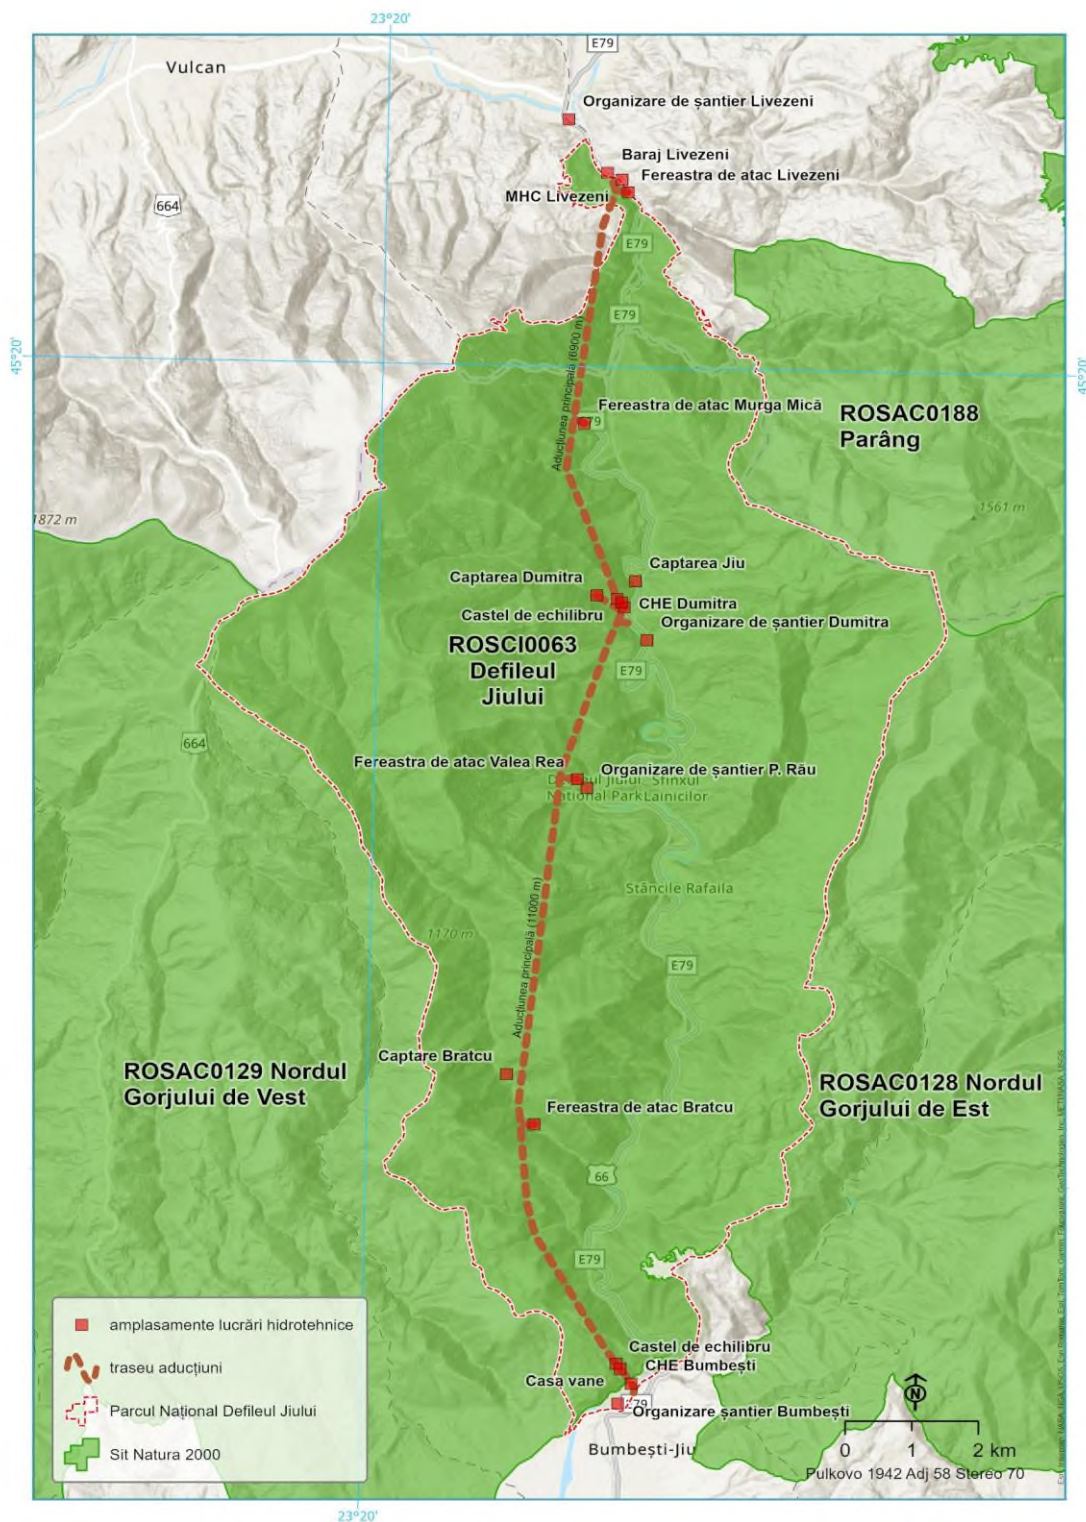 23°20'
E79
Vulcan
Organizare de șantier Livezeni
Baraj Livezeni
Fereastra de atac Livezeni
MHC Livezeni
664
E79
E79
45°20'
45°20'
Aducțiunea principală (6900 m)
Fereastra de atac Murga Mică
ROSAC0188
Parâng
1872 m
1561 m
Captarea Jiu
Captarea Dumitra
CHE Dumitra
Castel de echilibru
Organizare de șantier Dumitra
ROSCI0063
Defileul
Jiului
E79
664
Fereastra de atac Valea Rea
Organizare de șantier P. Rău
Jiului Sfinxul
National Park Lainicilor
Stâncile Rafaila
Aducțiunea principală (11000 m)
1170 m
E79
Captare Bratcu
ROSAC0129 Nordul
Gorjului de Vest
ROSAC0128 Nordul
Gorjului de Est
Fereastra de atac Bratcu
66
E79
Castel de echilibru
CHE Bumbești
Casa vane
Organizare șantier Bumbești
Bumbești-Jiu
amplasamente lucrări hidrotehnice
traseu aducțiuni
Parcul Național Defileul Jiului
Sit Natura 2000
N
0 1 2 km
Pulkovo 1942 Adj 58 Stereo 70
23°20'